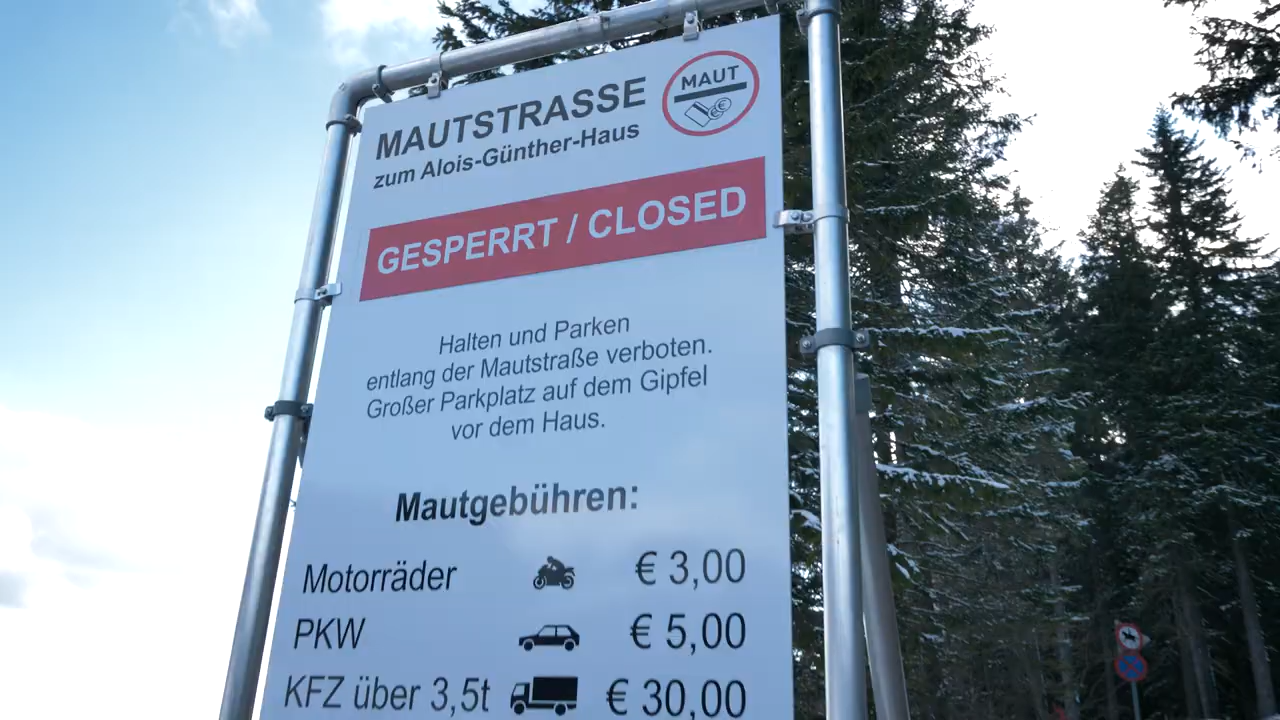 MAUTSTRASSE
zum Alois-Günther-Haus
MAUT
GESPERRT / CLOSED
Halten und Parken
entlang der Mautstraße verboten.
Großer Parkplatz auf dem Gipfel
vor dem Haus.
Mautgebühren:
Motorräder € 3,00
PKW € 5,00
KFZ über 3,5t € 30,00